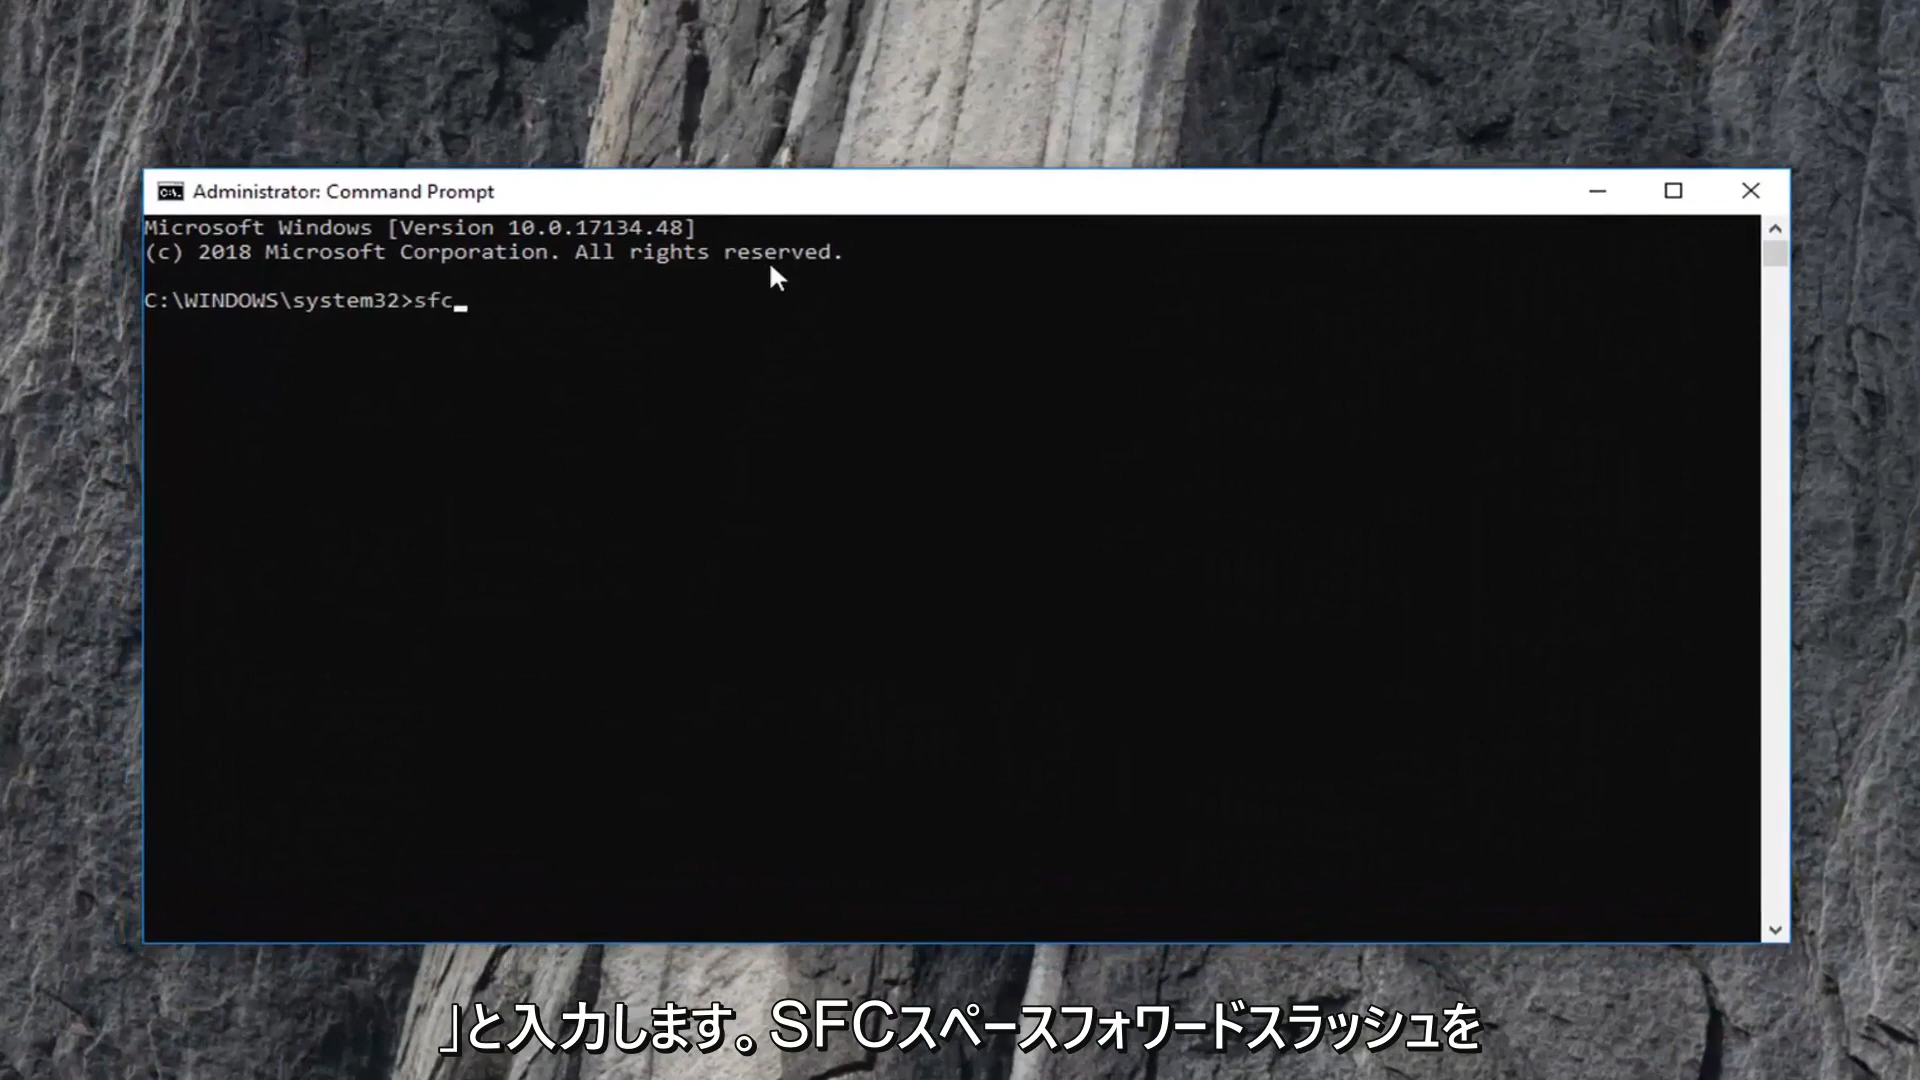 Administrator: Command Prompt
Microsoft Windows [Version 10.0.17134.48]
(c) 2018 Microsoft Corporation. All rights reserved.
C:\WINDOWS\system32>sfc
」と入力します。SFCスペースフォワードスラッシュを